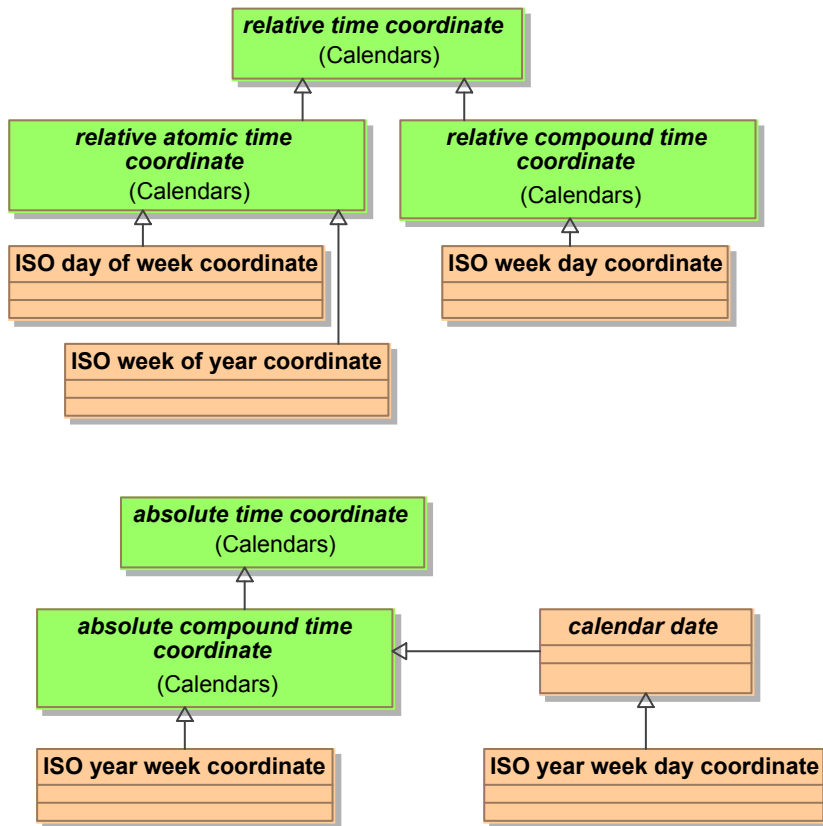 relative time coordinate
(Calendars)
relative atomic time
coordinate
(Calendars)
relative compound time
coordinate
(Calendars)
ISO day of week coordinate
ISO week day coordinate
ISO week of year coordinate
absolute time coordinate
(Calendars)
absolute compound time
coordinate
(Calendars)
calendar date
ISO year week coordinate
ISO year week day coordinate